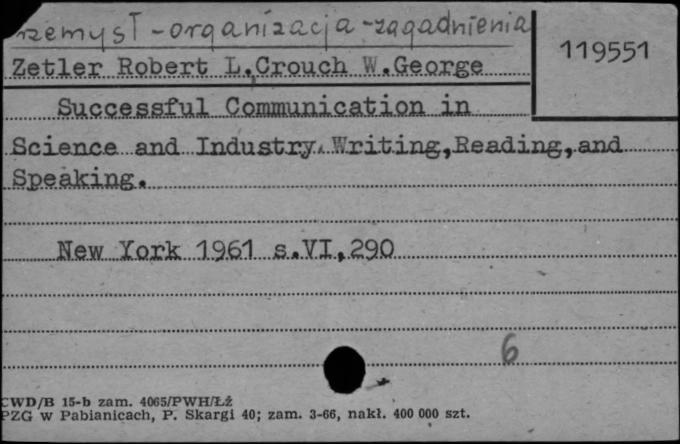 przemysł - organizacja - zagadnienia
119551
Zetler Robert L.Crouch W.George
Successful Communication in
Science and Industry.Writing,Reading,and
Speaking.
New York 1961 s.VI,290
6
CWD/B 15-b zam. 4065/PWH/ŁŻ
PZG w Pabianicach, P. Skargi 40; zam. 3-66, nakł. 400 000 szt.